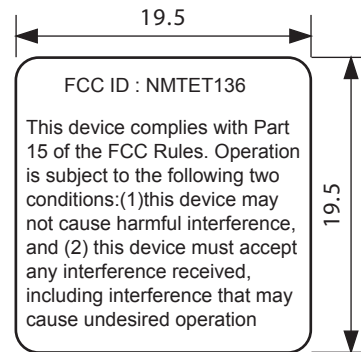 19.5
FCC ID : NMTET136
This device complies with Part
15 of the FCC Rules. Operation
is subject to the following two
conditions:(1)this device may
not cause harmful interference,
and (2) this device must accept
any interference received,
including interference that may
cause undesired operation
19.5